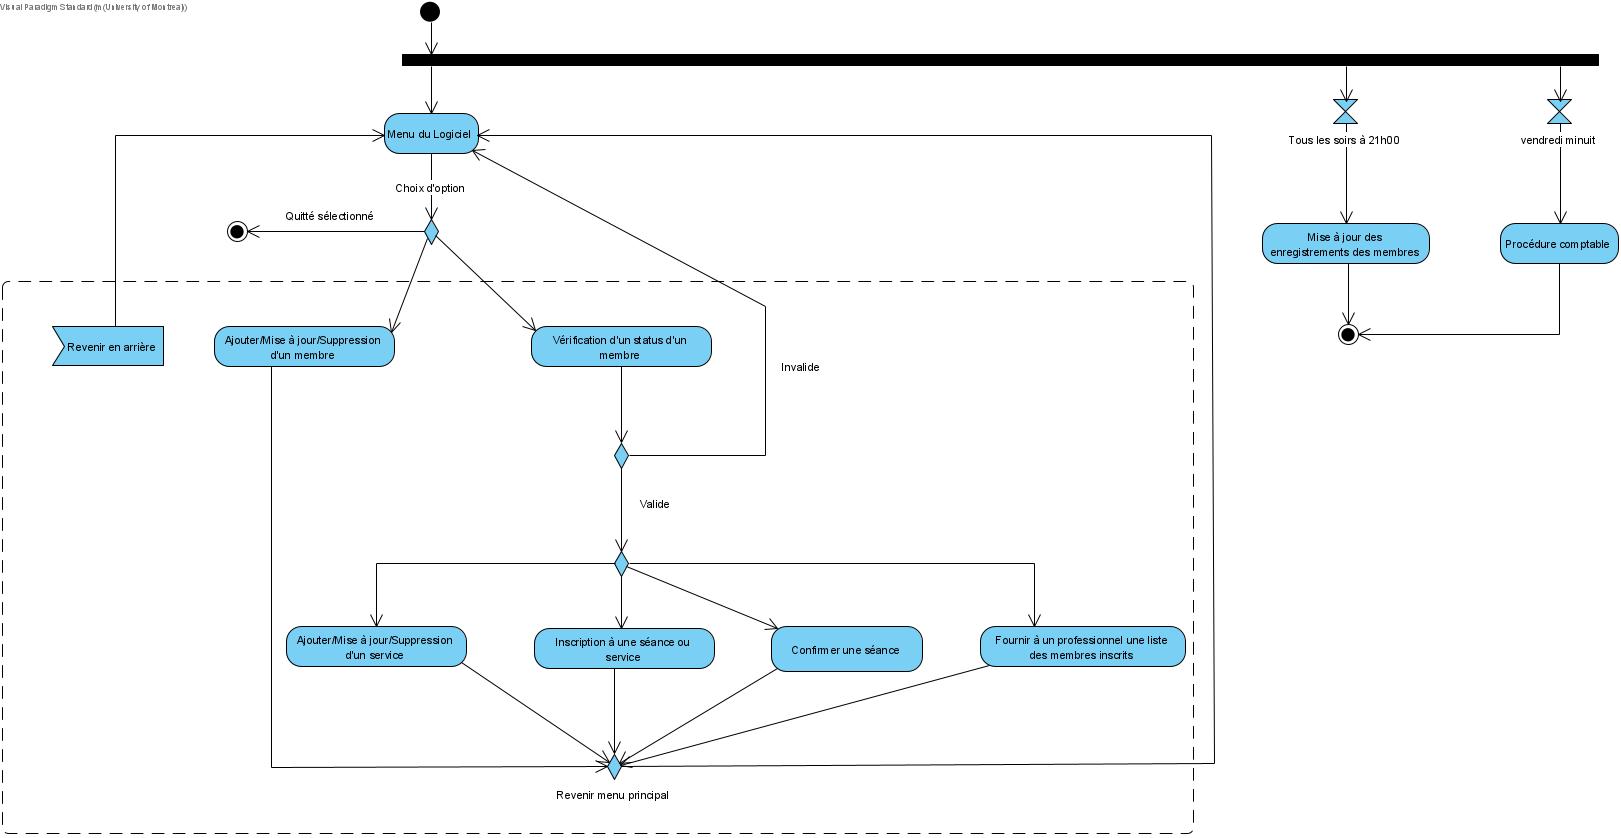 Visual Paradigm Standard(m(University of Montreal))
Menu du Logiciel
Tous les soirs à 21h00
vendredi minuit
Choix d'option
Quitté sélectionné
Mise à jour des
enregistrements des membres
Procédure comptable
Revenir en arrière
Ajouter/Mise à jour/Suppression
d'un membre
Vérification d'un status d'un
membre
Invalide
Valide
Ajouter/Mise à jour/Suppression
d'un service
Inscription à une séance ou
service
Confirmer une séance
Fournir à un professionnel une liste
des membres inscrits
Revenir menu principal